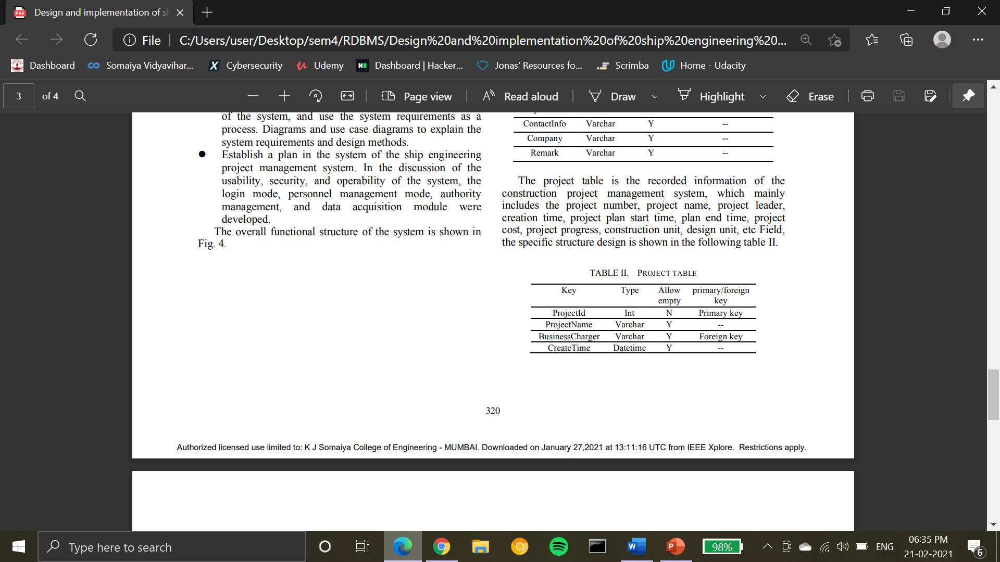 Design and implementation of sh
File
C:/Users/user/Desktop/sem4/RDBMS/Design%20and%20implementation%20of%20ship%20engineering%20...
Dashboard
Somaiya Vidyavihar...
Cybersecurity
Udemy
Dashboard | Hacker...
Jonas' Resources fo...
Scrimba
Home - Udacity
3 of 4
Page view
Read aloud
Draw
Highlight
Erase
of the system, and use the system requirements as a
process. Diagrams and use case diagrams to explain the
system requirements and design methods.
● Establish a plan in the system of the ship engineering
project management system. In the discussion of the
usability, security, and operability of the system, the
login mode, personnel management mode, authority
management, and data acquisition module were
developed.
The overall functional structure of the system is shown in
Fig. 4.
ContactInfo Varchar Y --
Company Varchar Y --
Remark Varchar Y --
The project table is the recorded information of the
construction project management system, which mainly
includes the project number, project name, project leader,
creation time, project plan start time, plan end time, project
cost, project progress, construction unit, design unit, etc Field,
the specific structure design is shown in the following table II.
TABLE II. PROJECT TABLE
Key Type Allow empty primary/foreign key
ProjectId Int N Primary key
ProjectName Varchar Y --
BusinessCharger Varchar Y Foreign key
CreateTime Datetime Y --
320
Authorized licensed use limited to: K J Somaiya College of Engineering - MUMBAI. Downloaded on January 27,2021 at 13:11:16 UTC from IEEE Xplore. Restrictions apply.
Type here to search
98%
ENG
06:35 PM
21-02-2021
6